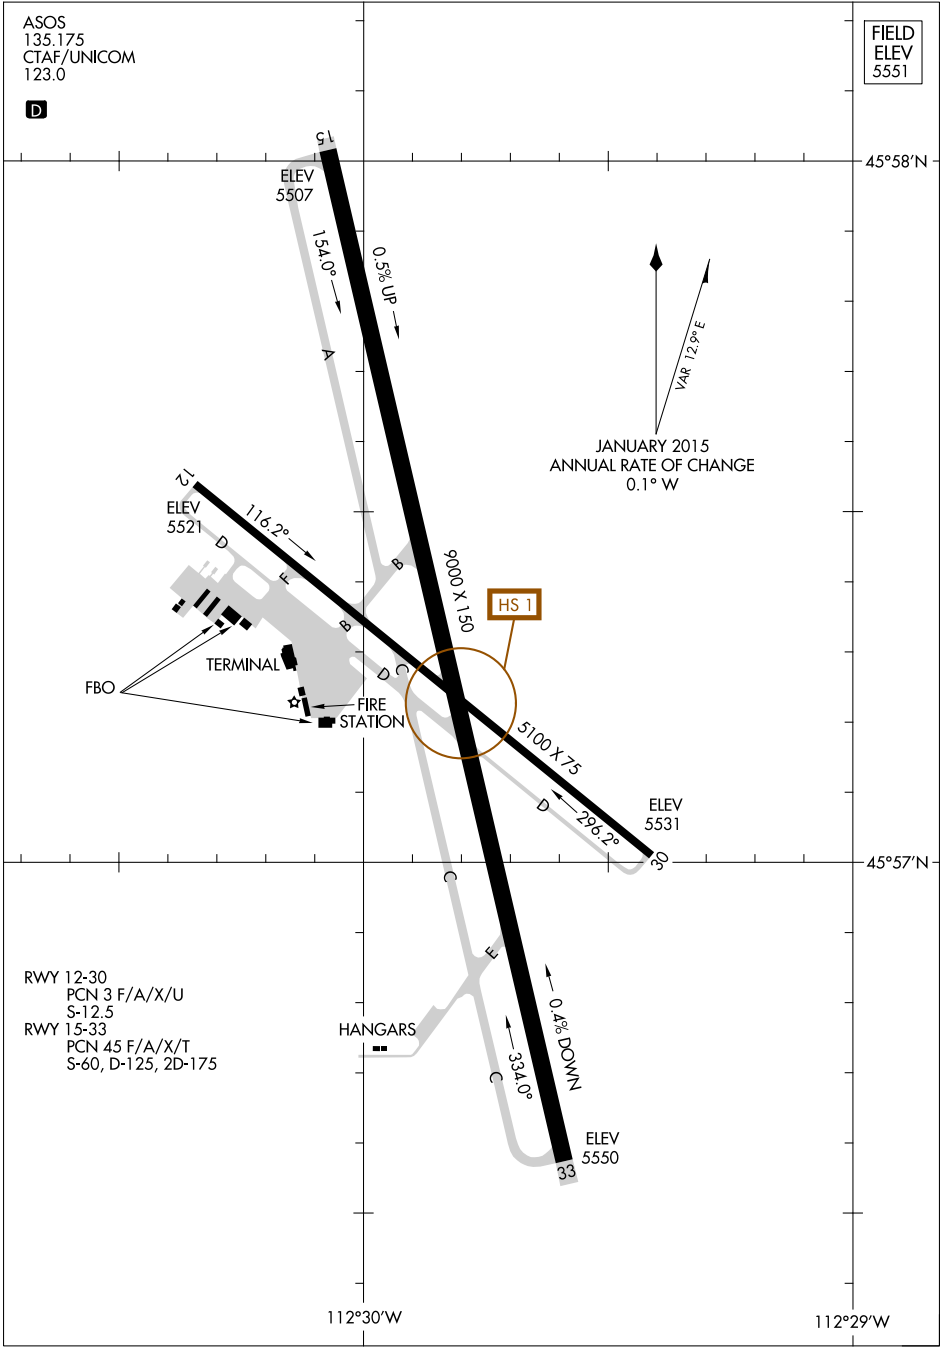 ASOS
135.175
CTAF/UNICOM
123.0
D
FIELD
ELEV
5551
15
45°58'N
ELEV
5507
154.0°
0.5% UP
A
VAR 12.9° E
JANUARY 2015
ANNUAL RATE OF CHANGE
0.1° W
12
ELEV
5521
116.2°
D
F
B
9000 X 150
HS 1
B
TERMINAL
D
C
FBO
FIRE
STATION
5100 X 75
D
296.2°
ELEV
5531
30
45°57'N
C
E
RWY 12-30
PCN 3 F/A/X/U
S-12.5
RWY 15-33
PCN 45 F/A/X/T
S-60, D-125, 2D-175
HANGARS
0.4% DOWN
334.0°
C
ELEV
5550
33
112°30'W
112°29'W